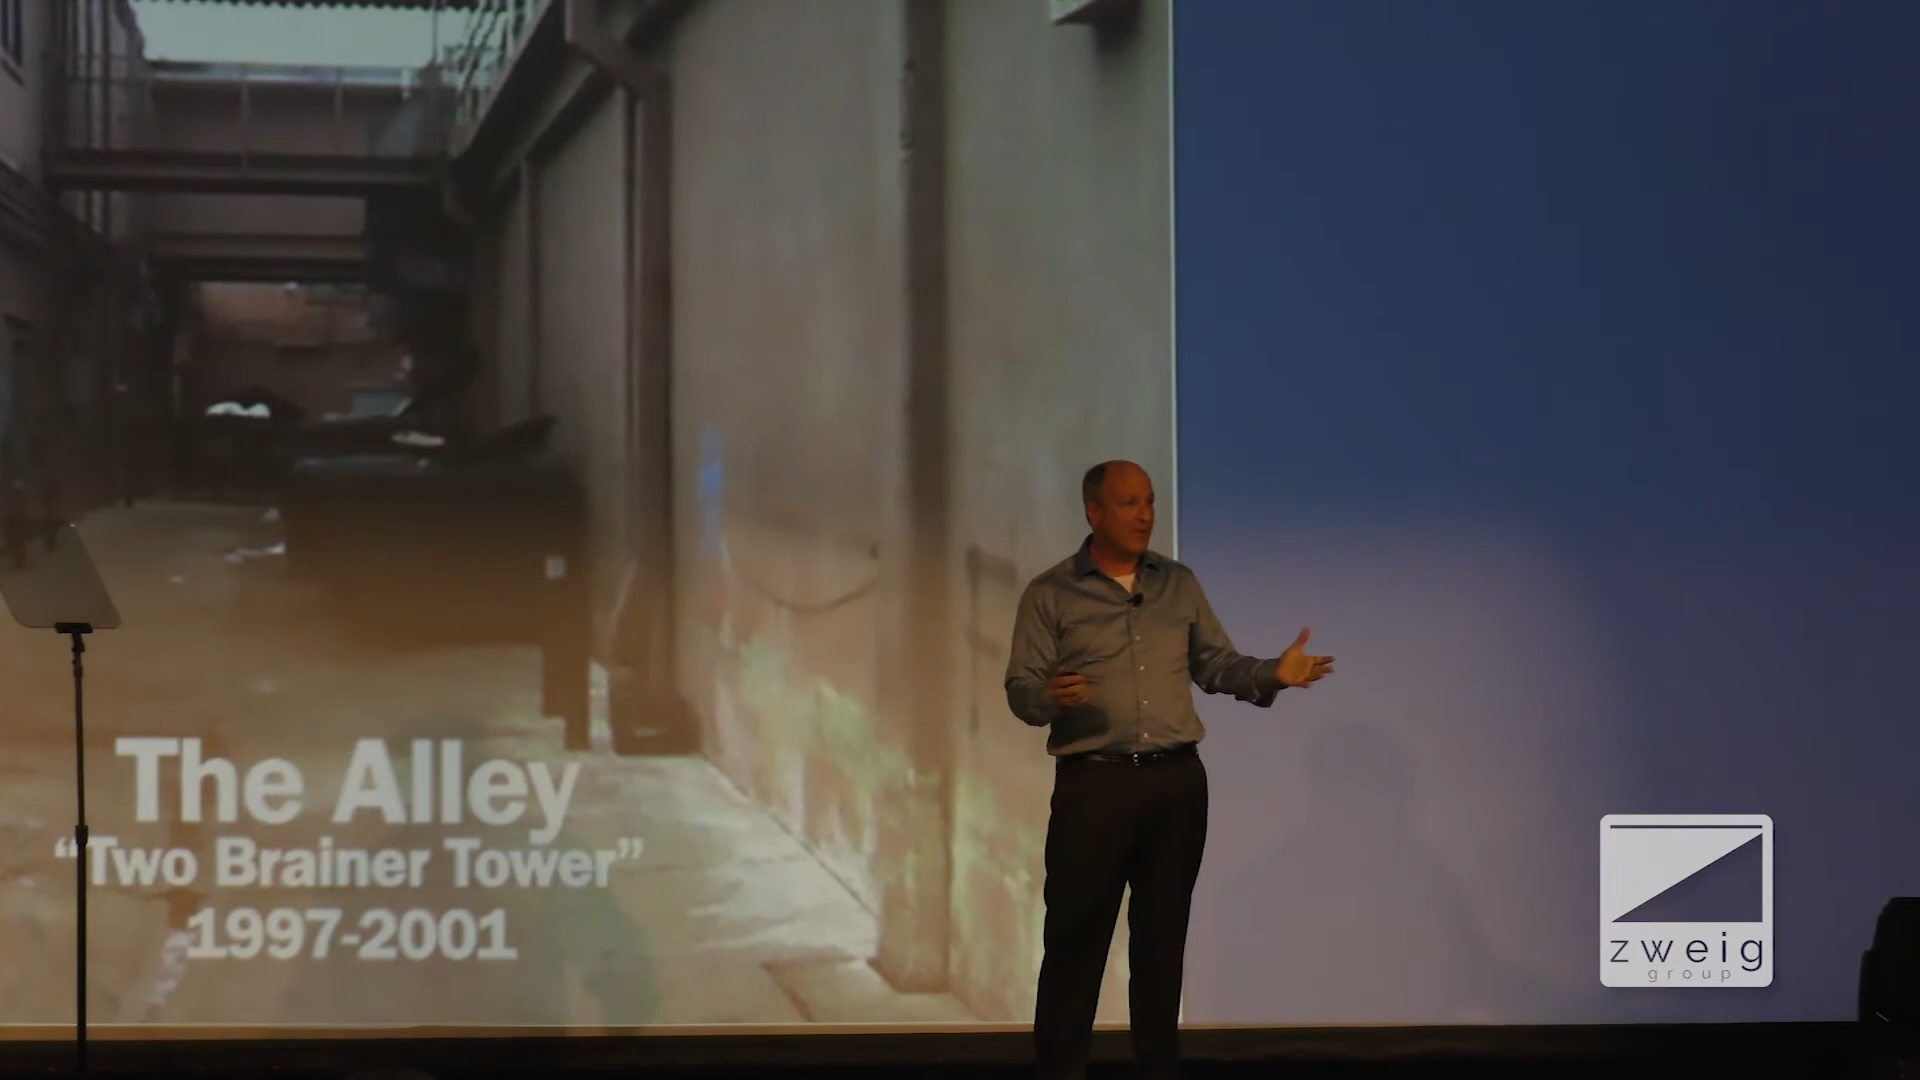 The Alley
“Two Brainer Tower”
1997-2001
zweig
group